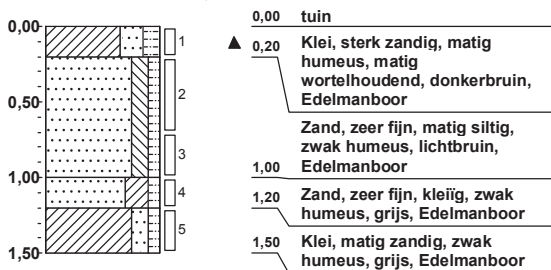 0,00
0,50
1,00
1,50
1
2
3
4
5
0,00 tuin
0,20 Klei, sterk zandig, matig
humeus, matig
wortelhoudend, donkerbruin,
Edelmanboor
Zand, zeer fijn, matig siltig,
zwak humeus, lichtbruin,
1,00 Edelmanboor
1,20 Zand, zeer fijn, kleiïg, zwak
humeus, grijs, Edelmanboor
1,50 Klei, matig zandig, zwak
humeus, grijs, Edelmanboor